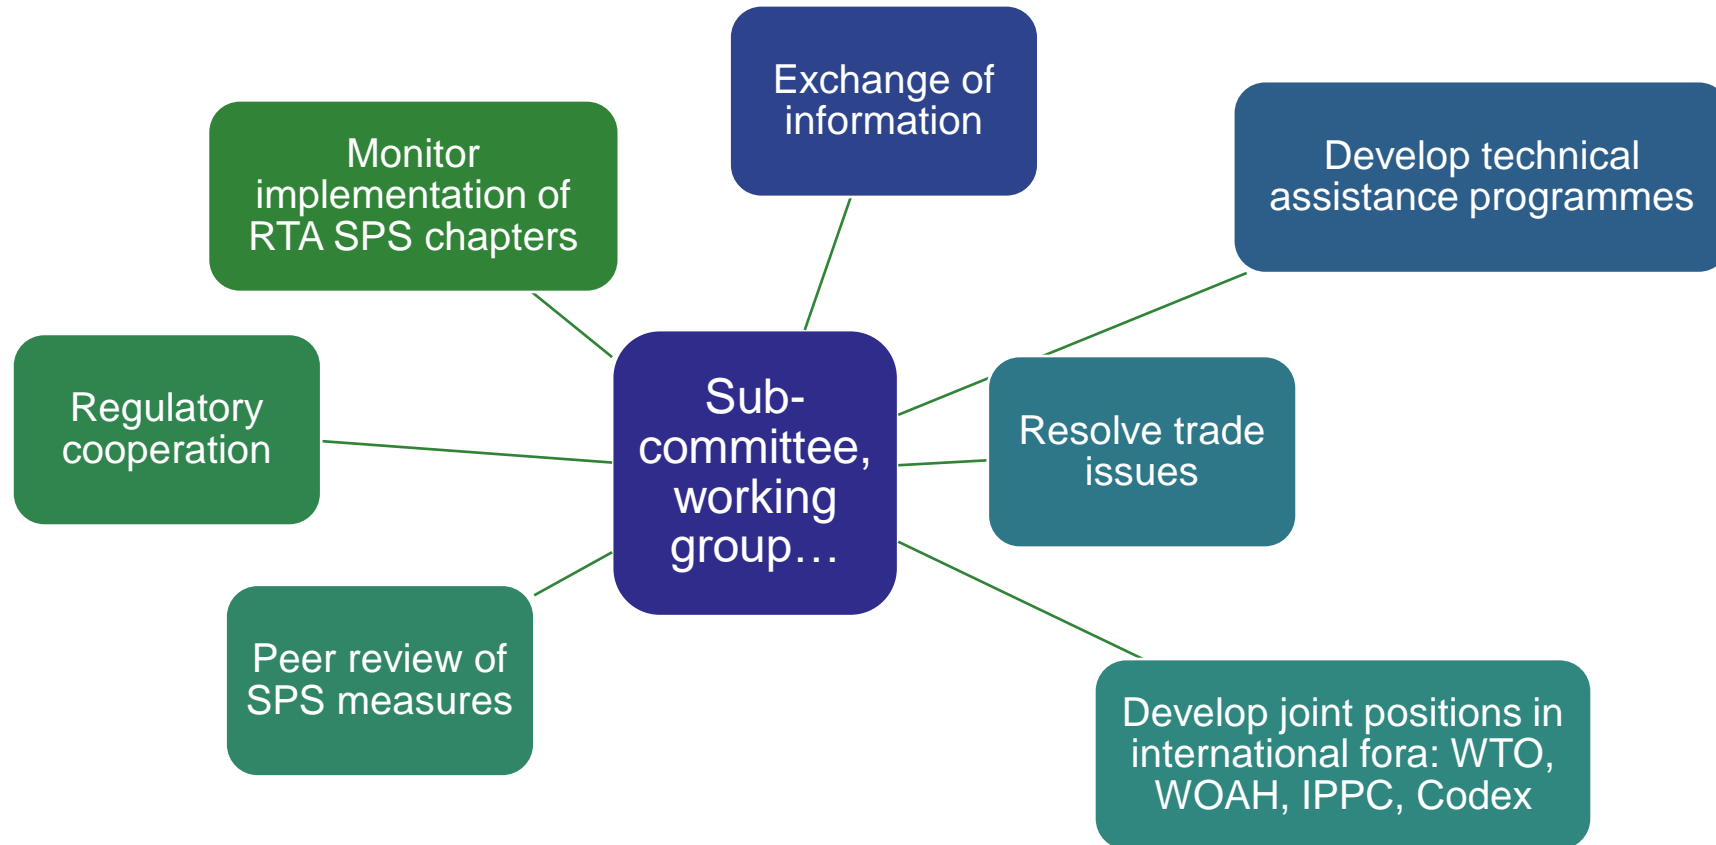 Exchange of
information
Develop technical
assistance programmes
Monitor
implementation of
RTA SPS chapters
Regulatory
cooperation
Sub-
committee,
working
group…
Resolve trade
issues
Peer review of
SPS measures
Develop joint positions in
international fora: WTO,
WOAH, IPPC, Codex